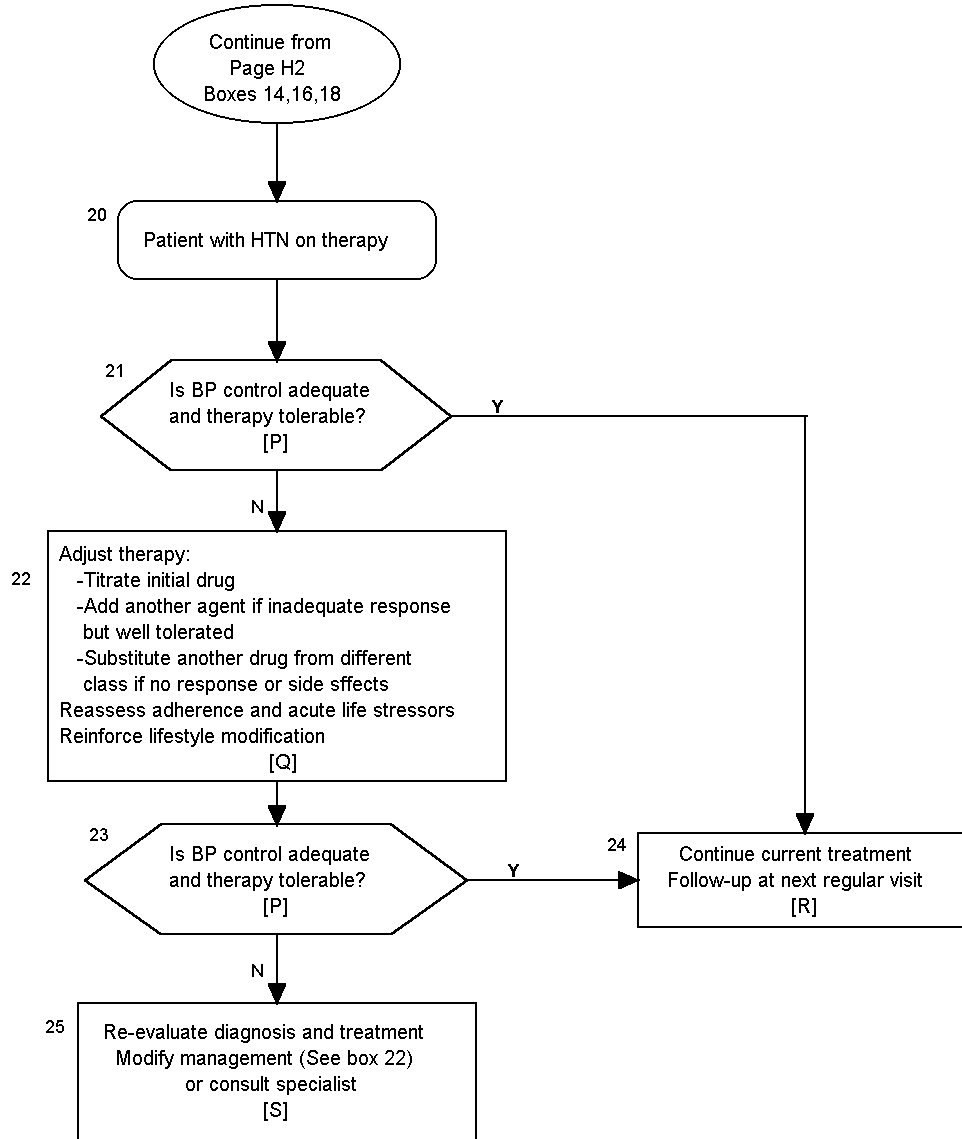 Continue from
Page H2
Boxes 14,16,18
20
Patient with HTN on therapy
21
Is BP control adequate
and therapy tolerable?
[P]
Y
N
22
Adjust therapy:
-Titrate initial drug
-Add another agent if inadequate response
but well tolerated
-Substitute another drug from different
class if no response or side sffects
Reassess adherence and acute life stressors
Reinforce lifestyle modification
[Q]
23
Is BP control adequate
and therapy tolerable?
[P]
Y
24
Continue current treatment
Follow-up at next regular visit
[R]
N
25
Re-evaluate diagnosis and treatment
Modify management (See box 22)
or consult specialist
[S]